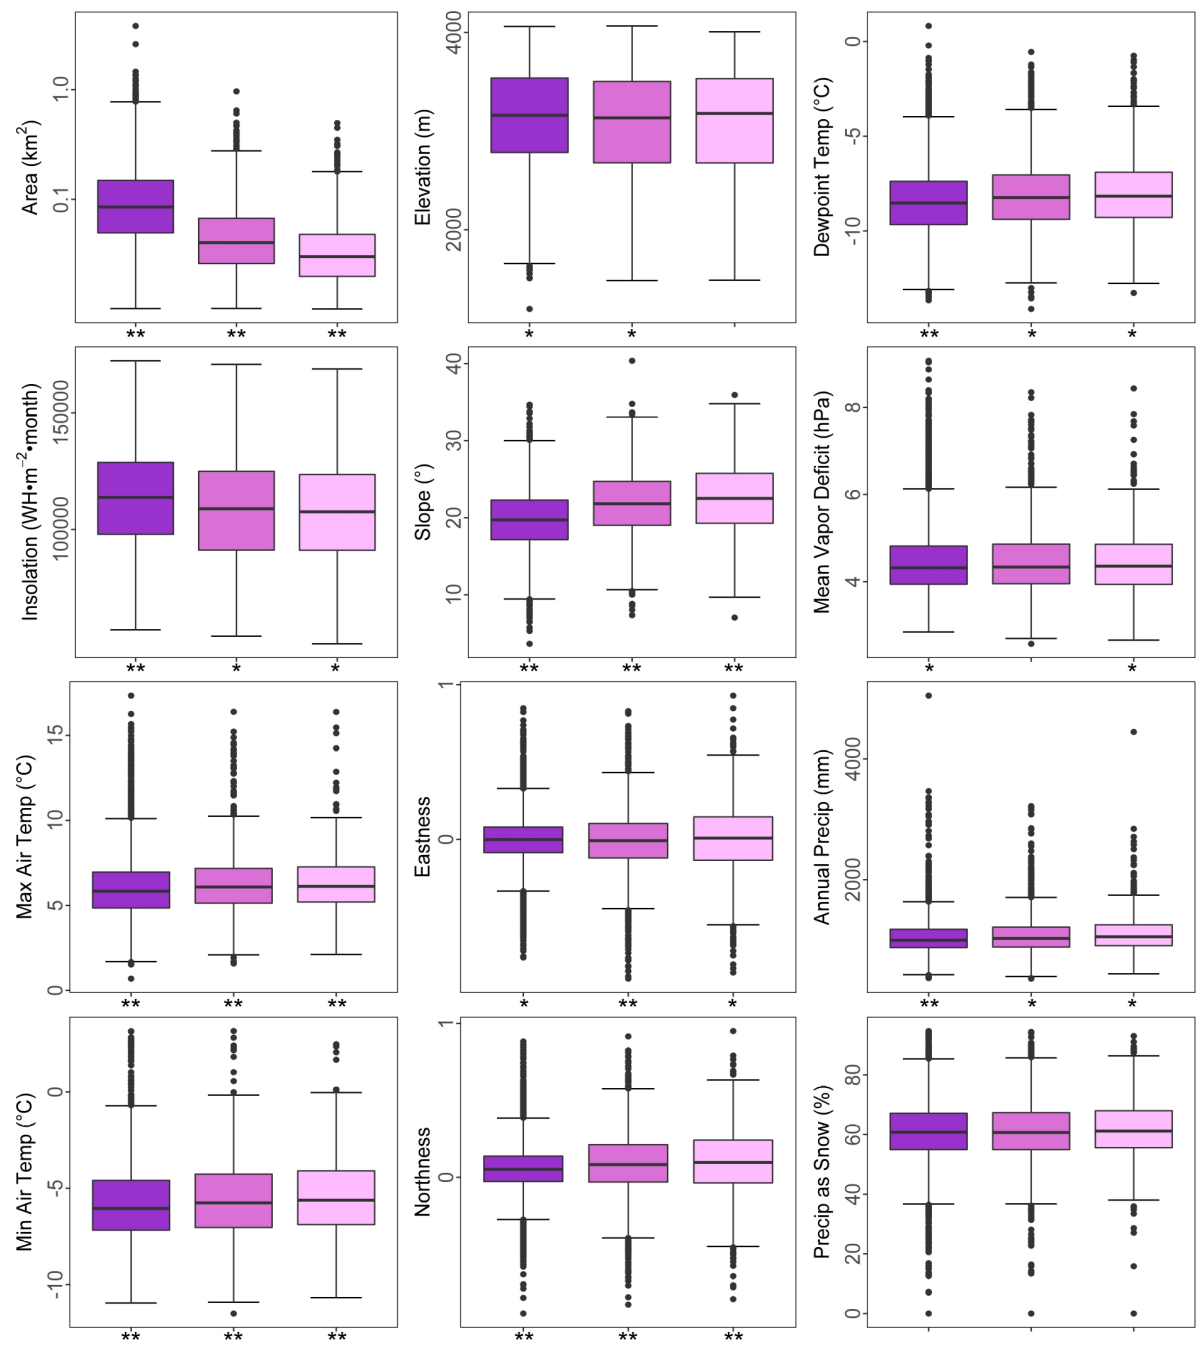 Area (km²)
1.0
0.1
** ** **
Elevation (m)
4000
2000
* *
Dewpoint Temp (°C)
0
-5
-10
** * *
Insolation (WH•m⁻²•month)
150000
100000
** * *
Slope (°)
40
30
20
10
** ** **
Mean Vapor Deficit (hPa)
8
6
4
* *
Max Air Temp (°C)
15
10
5
0
** ** **
Eastness
1
0
* ** *
Annual Precip (mm)
4000
2000
** * *
Min Air Temp (°C)
0
-5
-10
** ** **
Northness
1
0
** ** **
Precip as Snow (%)
80
60
40
20
0